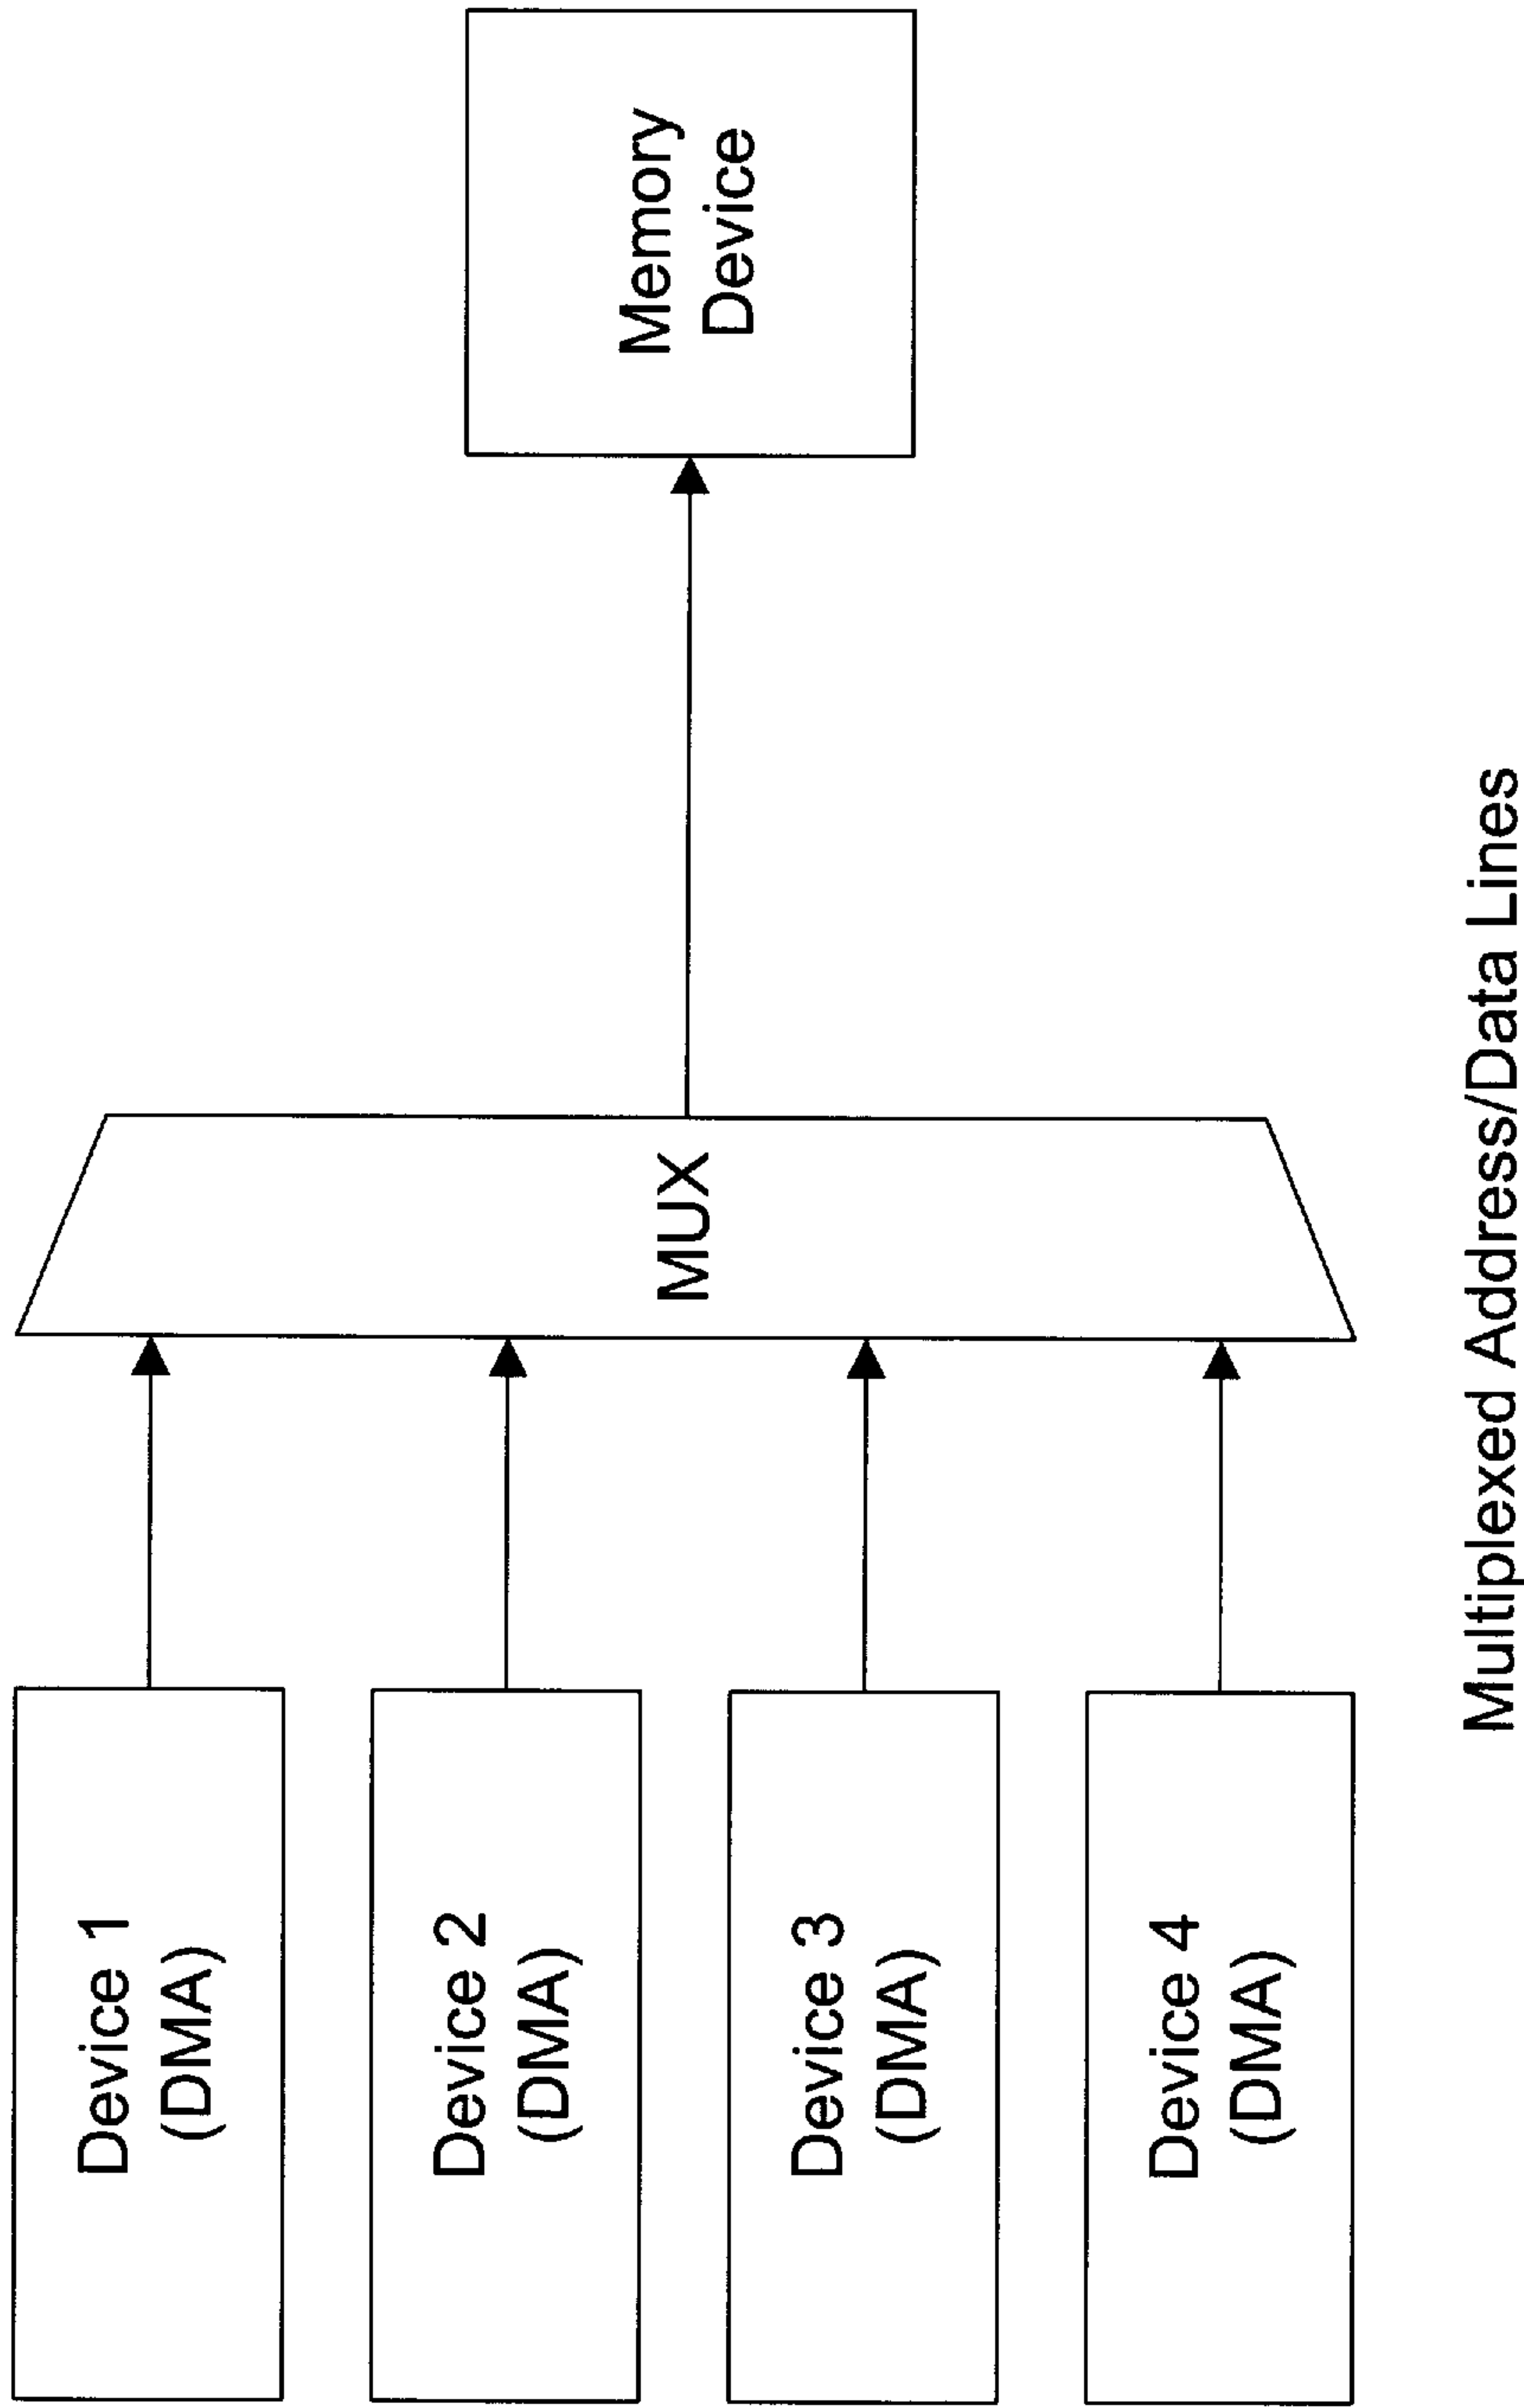 Device 1
(DMA)
Device 2
(DMA)
Device 3
(DMA)
Device 4
(DMA)
MUX
Memory
Device
Multiplexed Address/Data Lines